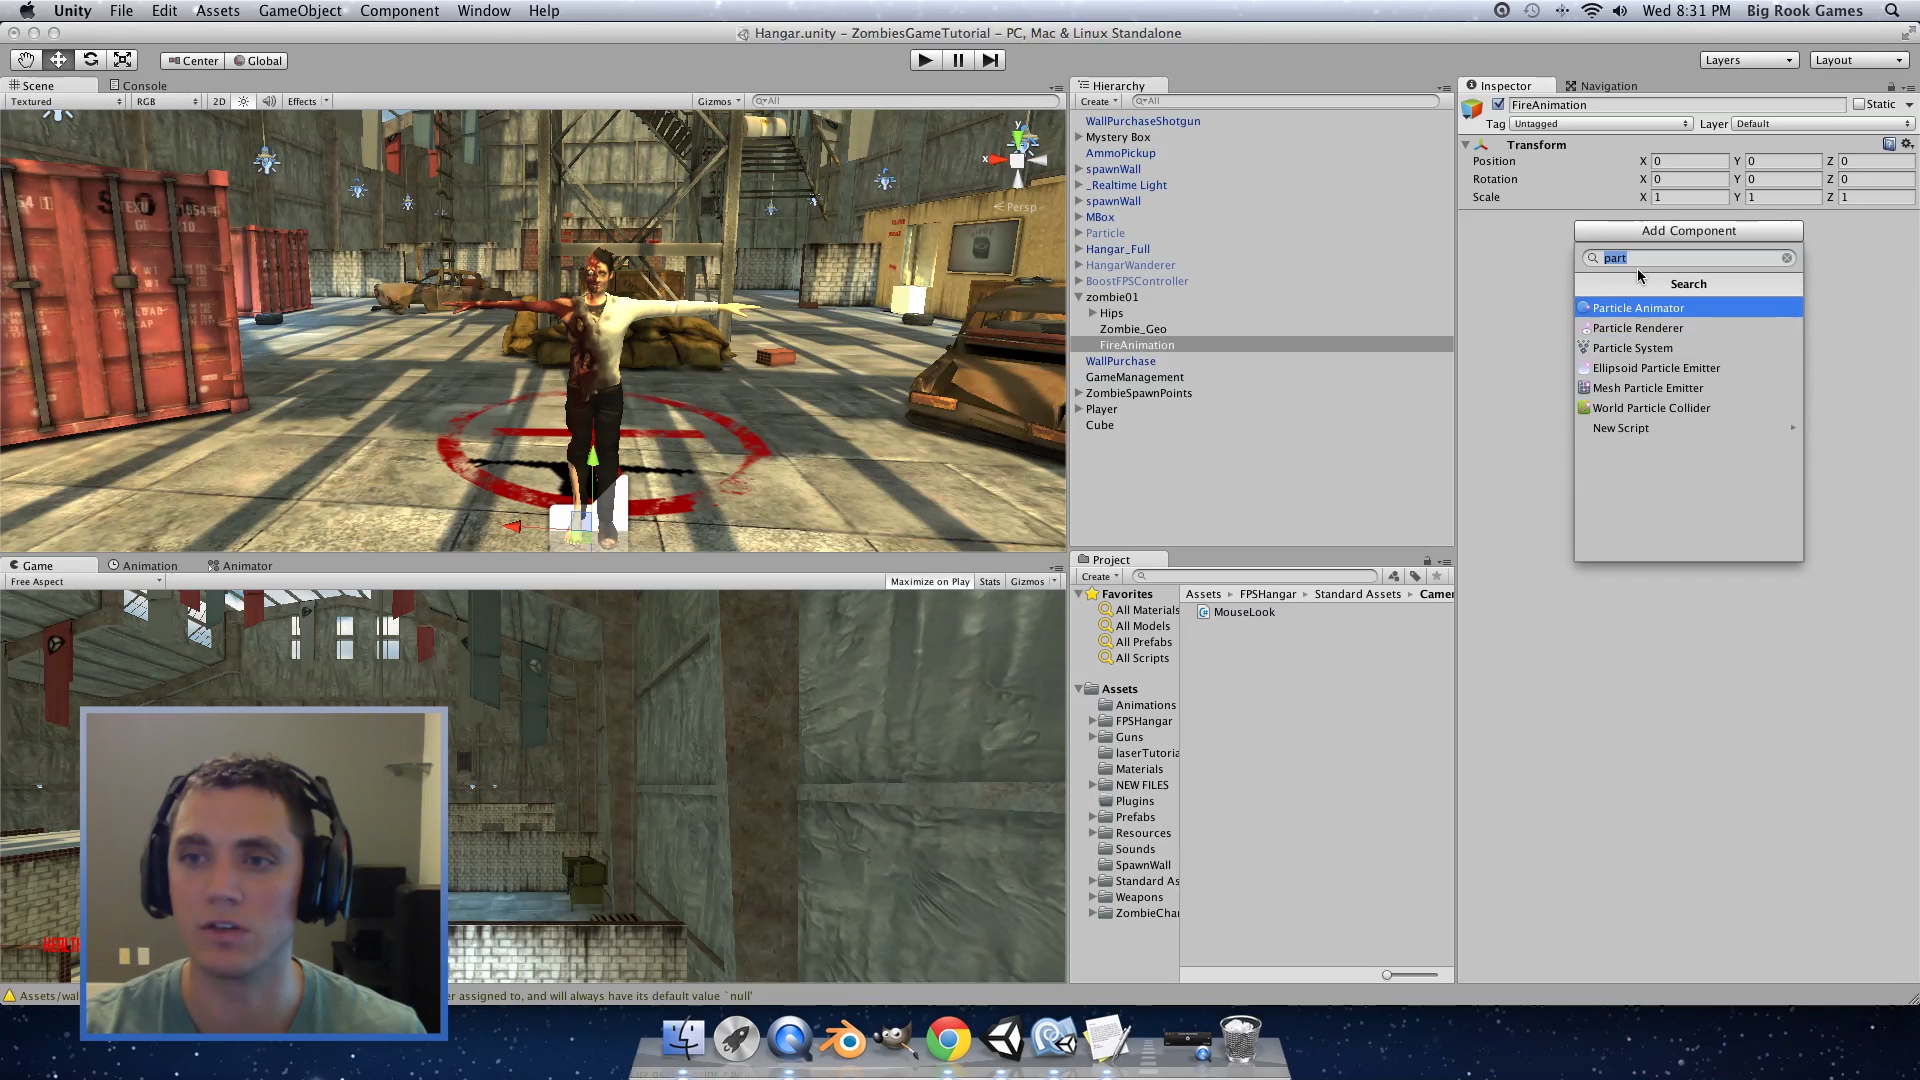 Unity File Edit Assets GameObject Component Window Help Wed 8:31 PM Big Rook Games
Hangar.unity – ZombiesGameTutorial – PC, Mac & Linux Standalone
Center Global Layers Layout
Scene Console
Textured RGB 2D Effects Gizmos All
y
x
Persp
Hierarchy
Create All
WallPurchaseShotgun
Mystery Box
AmmoPickup
spawnWall
_Realtime Light
spawnWall
MBox
Particle
Hangar_Full
HangarWanderer
BoostFPSController
zombie01
Hips
Zombie_Geo
FireAnimation
WallPurchase
GameManagement
ZombieSpawnPoints
Player
Cube
Inspector Navigation
FireAnimation Static
Tag Untagged Layer Default
Transform
Position X 0 Y 0 Z 0
Rotation X 0 Y 0 Z 0
Scale X 1 Y 1 Z 1
Add Component
part
Search
Particle Animator
Particle Renderer
Particle System
Ellipsoid Particle Emitter
Mesh Particle Emitter
World Particle Collider
New Script
Game Animation Animator
Free Aspect Maximize on Play Stats Gizmos
Project
Create
Favorites
All Materials
All Models
All Prefabs
All Scripts
Assets
Animations
FPSHangar
Guns
laserTutoria
Materials
NEW FILES
Plugins
Prefabs
Resources
Sounds
SpawnWall
Standard As
Weapons
ZombieChar
Assets FPSHangar Standard Assets Camer
MouseLook
Assets/wal er assigned to, and will always have its default value `null'